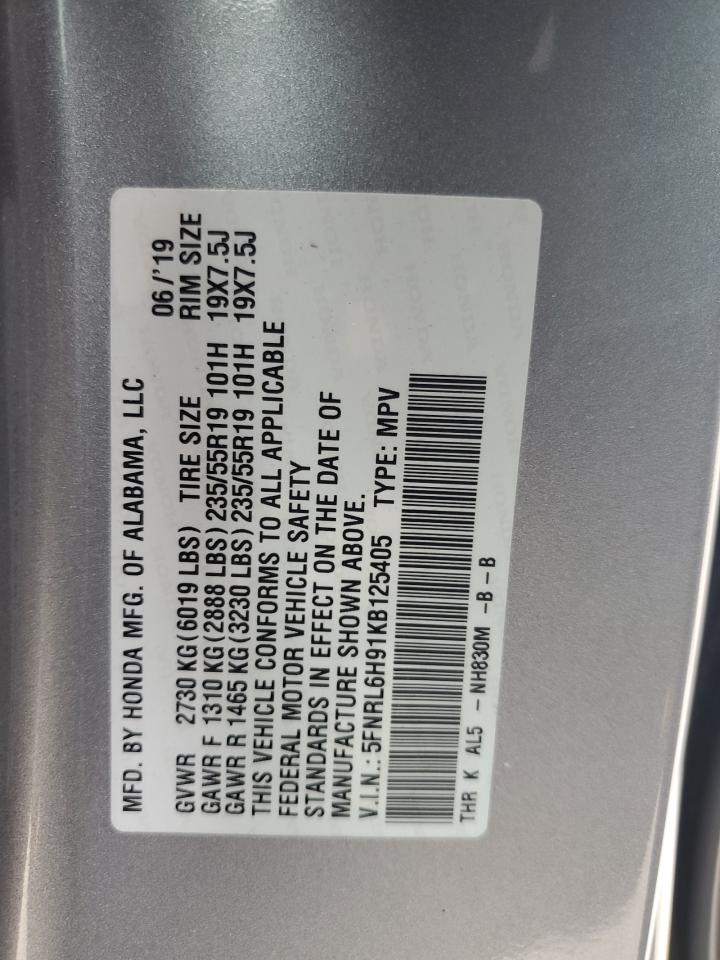 MFD. BY HONDA MFG. OF ALABAMA, LLC 06/'19
GVWR 2730 KG(6019 LBS) TIRE SIZE RIM SIZE
GAWR F 1310 KG(2888 LBS) 235/55R19 101H 19X7.5J
GAWR R 1465 KG(3230 LBS) 235/55R19 101H 19X7.5J
THIS VEHICLE CONFORMS TO ALL APPLICABLE
FEDERAL MOTOR VEHICLE SAFETY
STANDARDS IN EFFECT ON THE DATE OF
MANUFACTURE SHOWN ABOVE.
V.I.N.: 5FNRL6H91KB125405 TYPE: MPV
THR K AL5 -NH830M -B-B